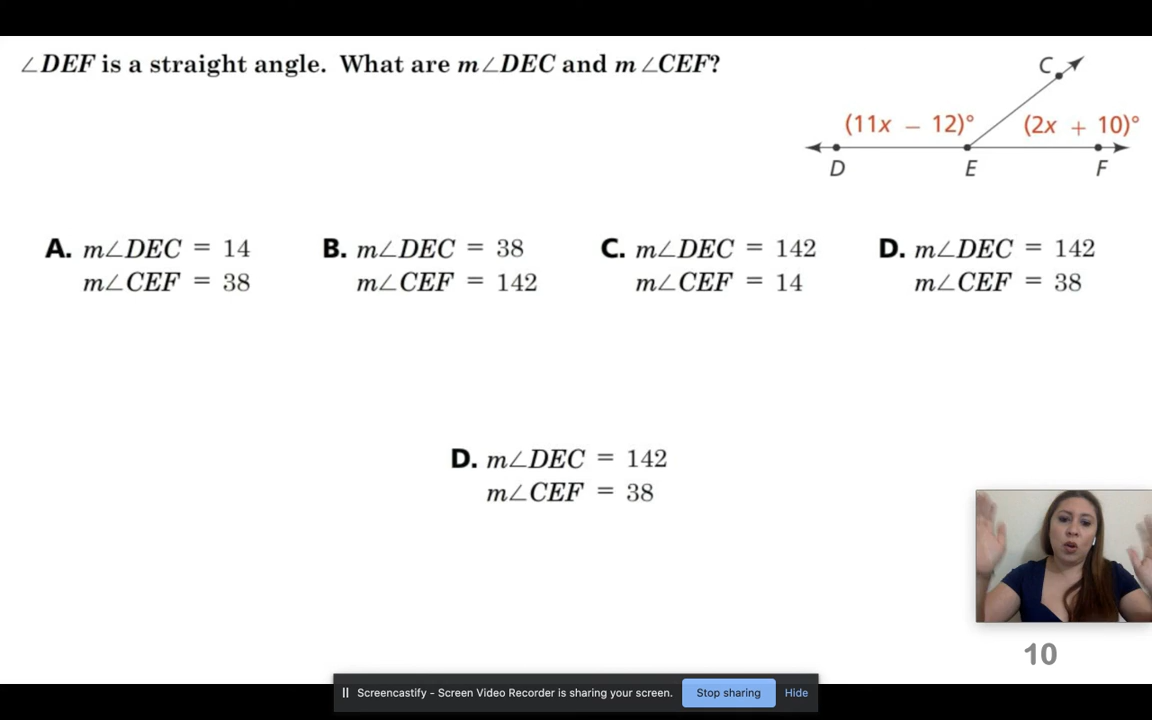 ∠DEF is a straight angle. What are m∠DEC and m∠CEF?
C
(11x − 12)° (2x + 10)°
D E F
A. m∠DEC = 14
m∠CEF = 38
B. m∠DEC = 38
m∠CEF = 142
C. m∠DEC = 142
m∠CEF = 14
D. m∠DEC = 142
m∠CEF = 38
D. m∠DEC = 142
m∠CEF = 38
10
Screencastify - Screen Video Recorder is sharing your screen. Stop sharing Hide